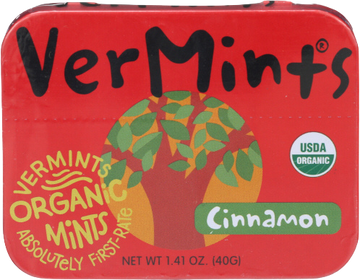 VerMints®
USDA
ORGANIC
VERMINTS
ORGANIC
MINTS
ABSOLUTELY FIRST-RATE
Cinnamon
NET WT 1.41 OZ. (40G)